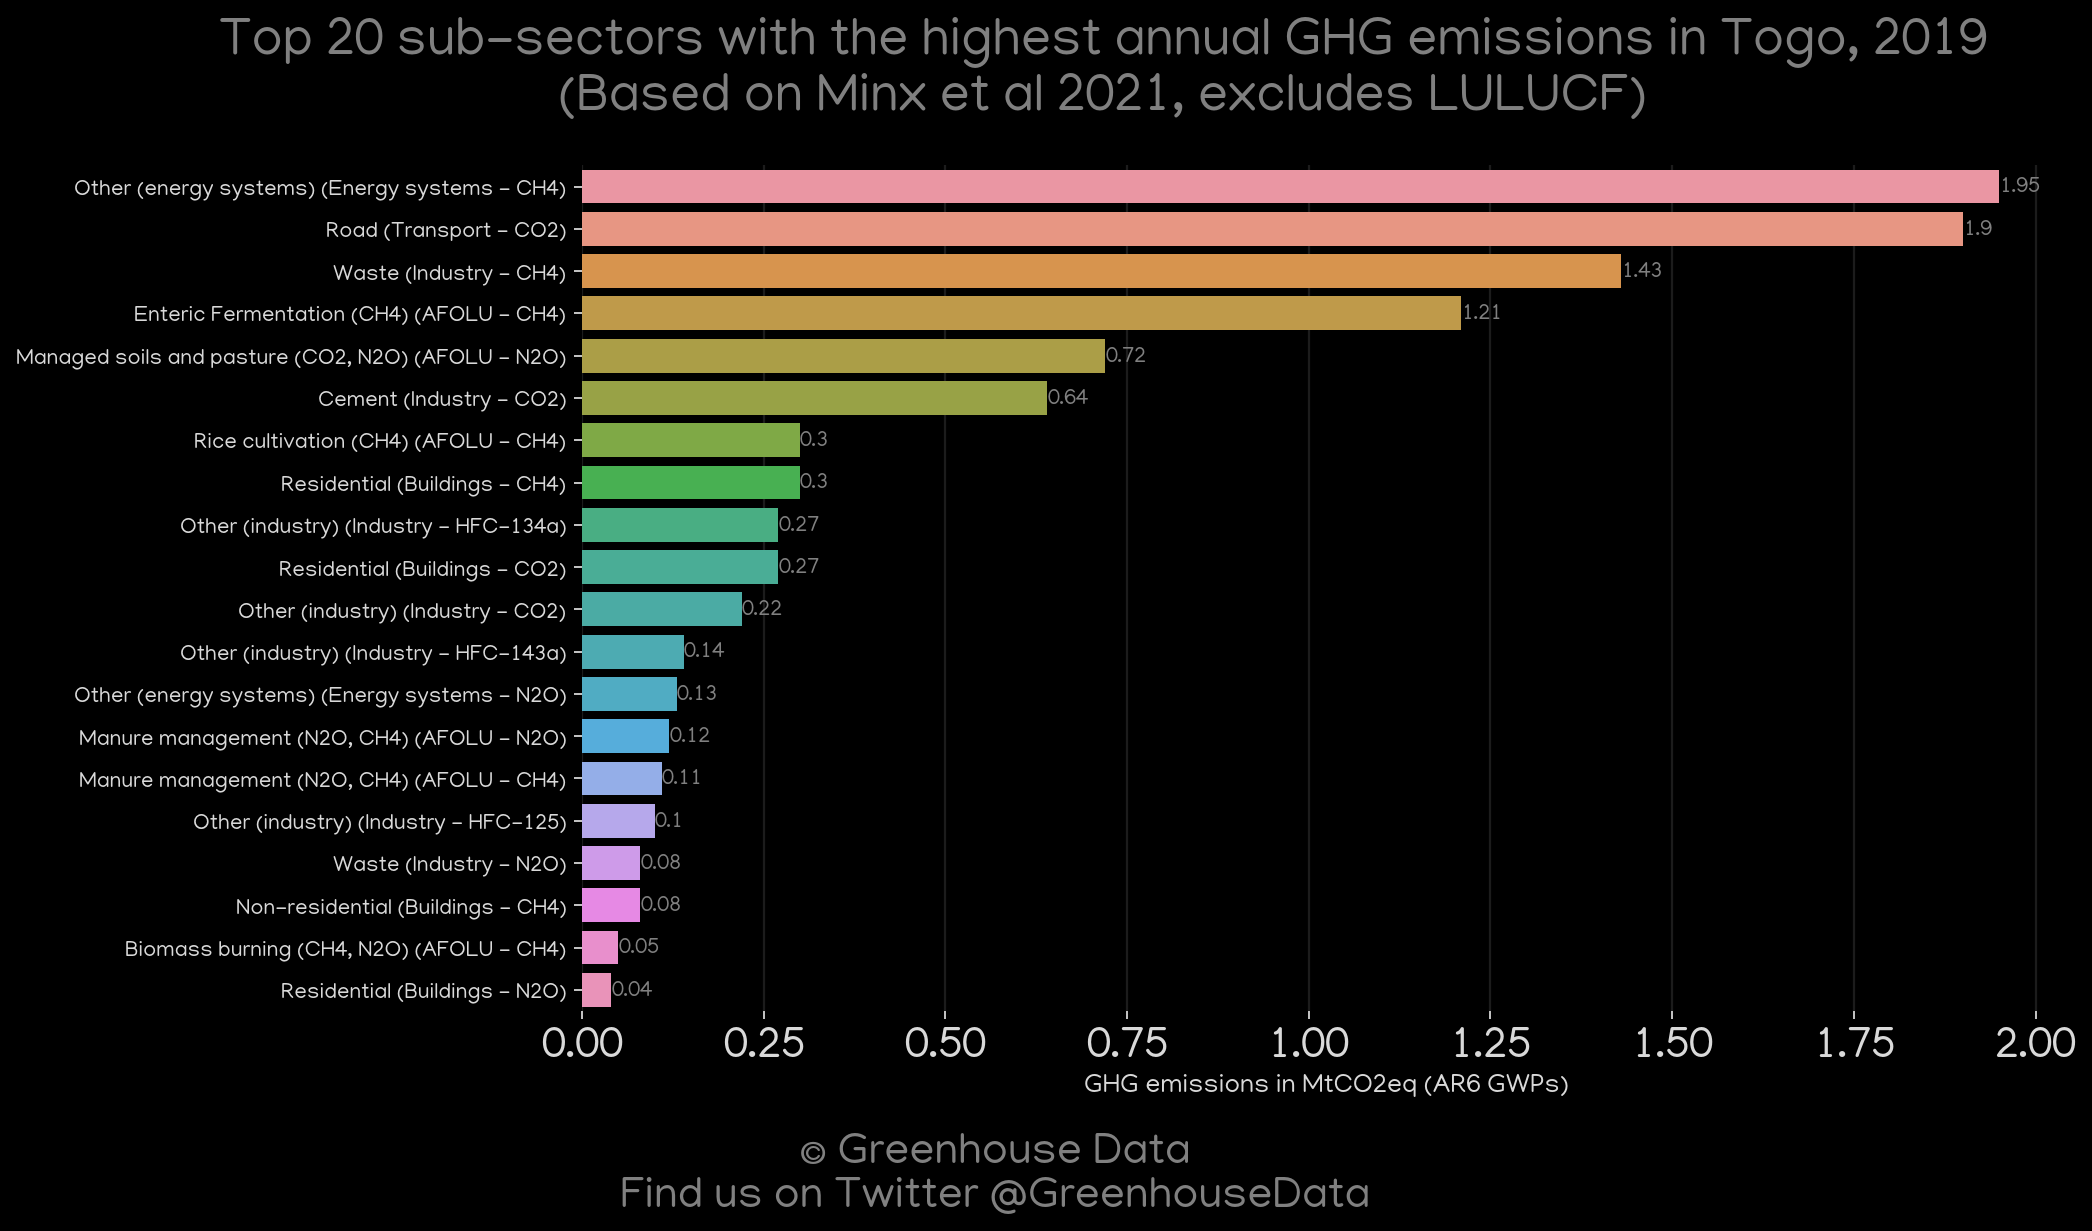 Top 20 sub-sectors with the highest annual GHG emissions in Togo, 2019
(Based on Minx et al 2021, excludes LULUCF)
Other (energy systems) (Energy systems - CH4) 1.95
Road (Transport - CO2) 1.9
Waste (Industry - CH4) 1.43
Enteric Fermentation (CH4) (AFOLU - CH4) 1.21
Managed soils and pasture (CO2, N2O) (AFOLU - N2O) 0.72
Cement (Industry - CO2) 0.64
Rice cultivation (CH4) (AFOLU - CH4) 0.3
Residential (Buildings - CH4) 0.3
Other (industry) (Industry - HFC-134a) 0.27
Residential (Buildings - CO2) 0.27
Other (industry) (Industry - CO2) 0.22
Other (industry) (Industry - HFC-143a) 0.14
Other (energy systems) (Energy systems - N2O) 0.13
Manure management (N2O, CH4) (AFOLU - N2O) 0.12
Manure management (N2O, CH4) (AFOLU - CH4) 0.11
Other (industry) (Industry - HFC-125) 0.1
Waste (Industry - N2O) 0.08
Non-residential (Buildings - CH4) 0.08
Biomass burning (CH4, N2O) (AFOLU - CH4) 0.05
Residential (Buildings - N2O) 0.04
0.00 0.25 0.50 0.75 1.00 1.25 1.50 1.75 2.00
GHG emissions in MtCO2eq (AR6 GWPs)
© Greenhouse Data
Find us on Twitter @GreenhouseData